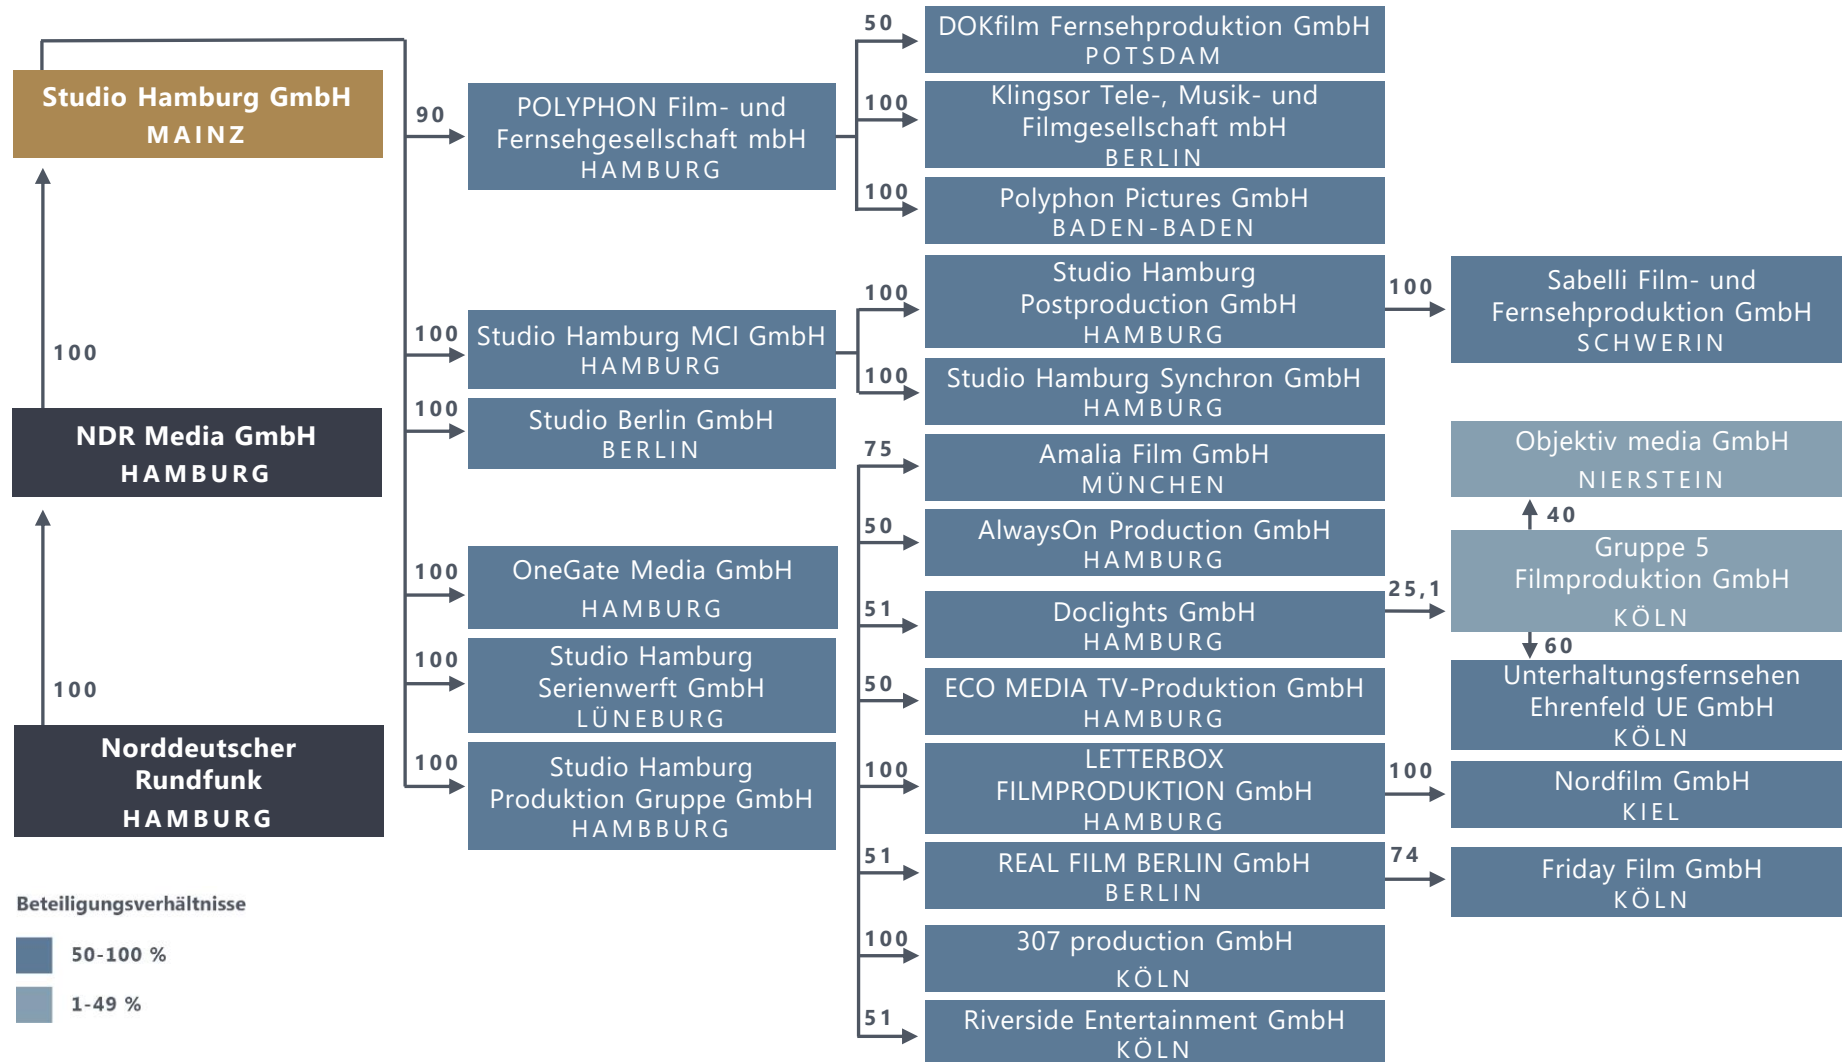 Studio Hamburg GmbH
MAINZ
100
NDR Media GmbH
HAMBURG
100
Norddeutscher
Rundfunk
HAMBURG
Beteiligungsverhältnisse
50-100 %
1-49 %
90
POLYPHON Film- und
Fernsehgesellschaft mbH
HAMBURG
100
Studio Hamburg MCI GmbH
HAMBURG
100
Studio Berlin GmbH
BERLIN
100
OneGate Media GmbH
HAMBURG
100
Studio Hamburg
Serienwerft GmbH
LÜNEBURG
100
Studio Hamburg
Produktion Gruppe GmbH
HAMBBURG
50
DOKfilm Fernsehproduktion GmbH
POTSDAM
100
Klingsor Tele-, Musik- und
Filmgesellschaft mbH
BERLIN
100
Polyphon Pictures GmbH
BADEN-BADEN
100
Studio Hamburg
Postproduction GmbH
HAMBURG
100
Studio Hamburg Synchron GmbH
HAMBURG
75
Amalia Film GmbH
MÜNCHEN
50
AlwaysOn Production GmbH
HAMBURG
51
Doclights GmbH
HAMBURG
50
ECO MEDIA TV-Produktion GmbH
HAMBURG
100
LETTERBOX
FILMPRODUKTION GmbH
HAMBURG
51
REAL FILM BERLIN GmbH
BERLIN
100
307 production GmbH
KÖLN
51
Riverside Entertainment GmbH
KÖLN
100
Sabelli Film- und
Fernsehproduktion GmbH
SCHWERIN
Objektiv media GmbH
NIERSTEIN
40
25,1
Gruppe 5
Filmproduktion GmbH
KÖLN
60
Unterhaltungsfernsehen
Ehrenfeld UE GmbH
KÖLN
100
Nordfilm GmbH
KIEL
74
Friday Film GmbH
KÖLN